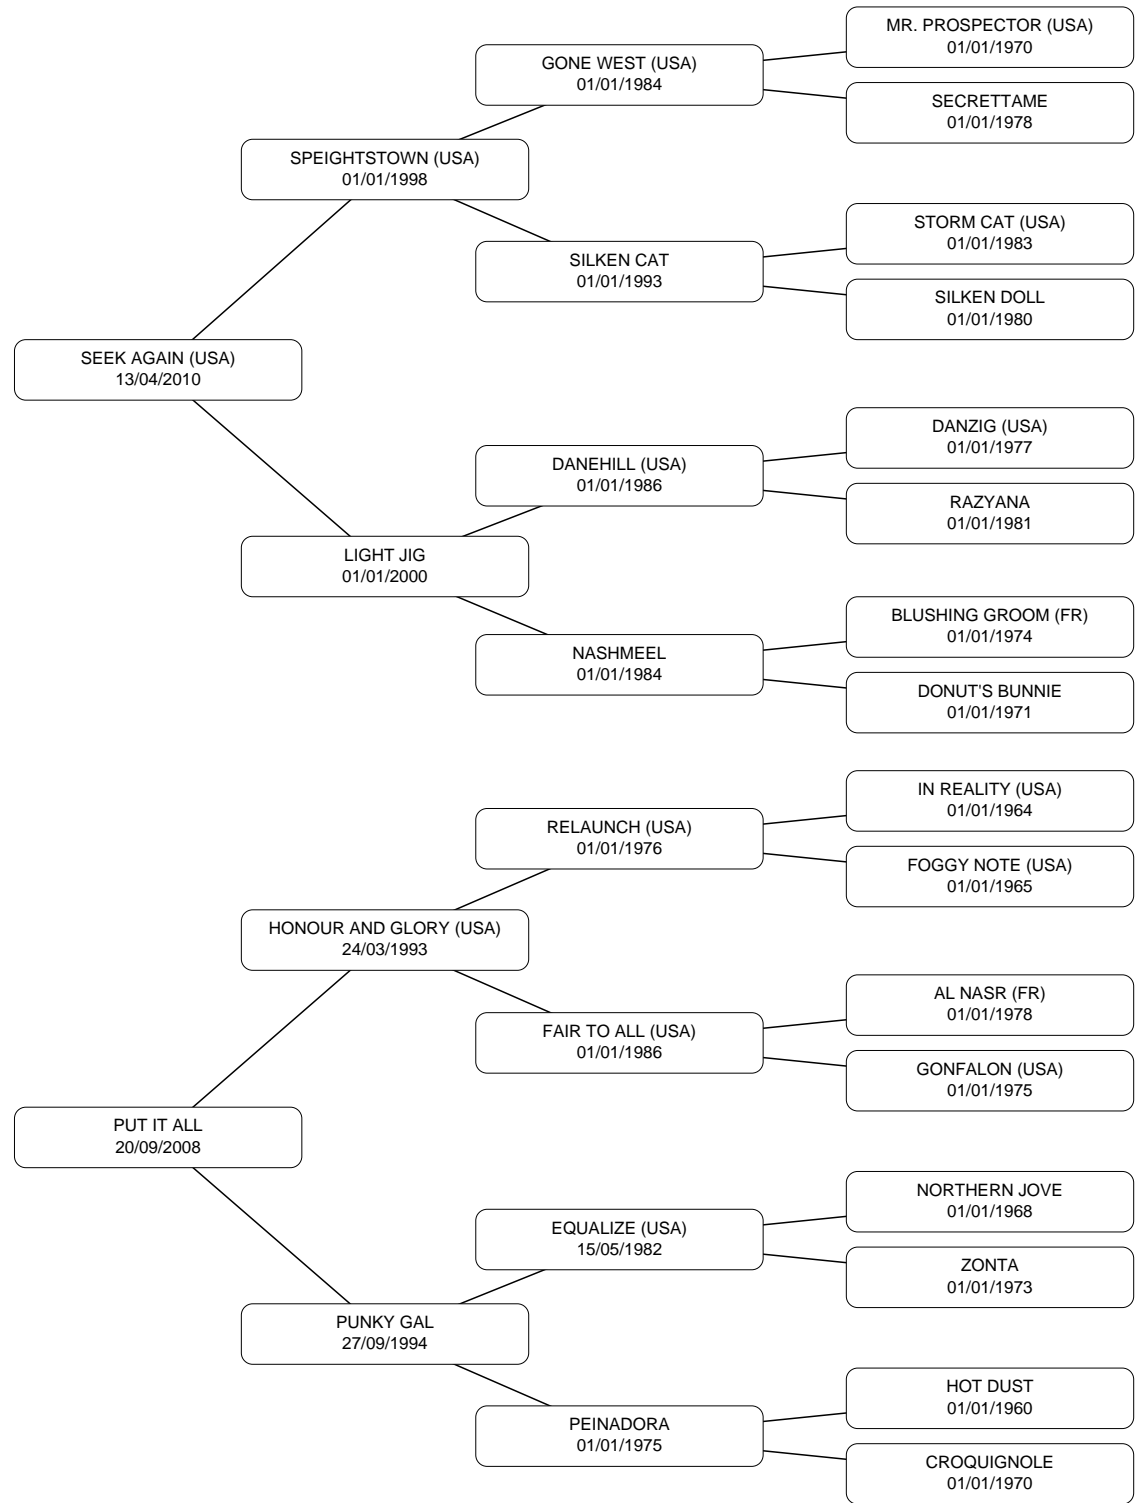 MR. PROSPECTOR (USA)
01/01/1970
GONE WEST (USA)
01/01/1984
SECRETTAME
01/01/1978
SPEIGHTSTOWN (USA)
01/01/1998
STORM CAT (USA)
01/01/1983
SILKEN CAT
01/01/1993
SILKEN DOLL
01/01/1980
SEEK AGAIN (USA)
13/04/2010
DANZIG (USA)
01/01/1977
DANEHILL (USA)
01/01/1986
RAZYANA
01/01/1981
LIGHT JIG
01/01/2000
BLUSHING GROOM (FR)
01/01/1974
NASHMEEL
01/01/1984
DONUT'S BUNNIE
01/01/1971
IN REALITY (USA)
01/01/1964
RELAUNCH (USA)
01/01/1976
FOGGY NOTE (USA)
01/01/1965
HONOUR AND GLORY (USA)
24/03/1993
AL NASR (FR)
01/01/1978
FAIR TO ALL (USA)
01/01/1986
GONFALON (USA)
01/01/1975
PUT IT ALL
20/09/2008
NORTHERN JOVE
01/01/1968
EQUALIZE (USA)
15/05/1982
ZONTA
01/01/1973
PUNKY GAL
27/09/1994
HOT DUST
01/01/1960
PEINADORA
01/01/1975
CROQUIGNOLE
01/01/1970